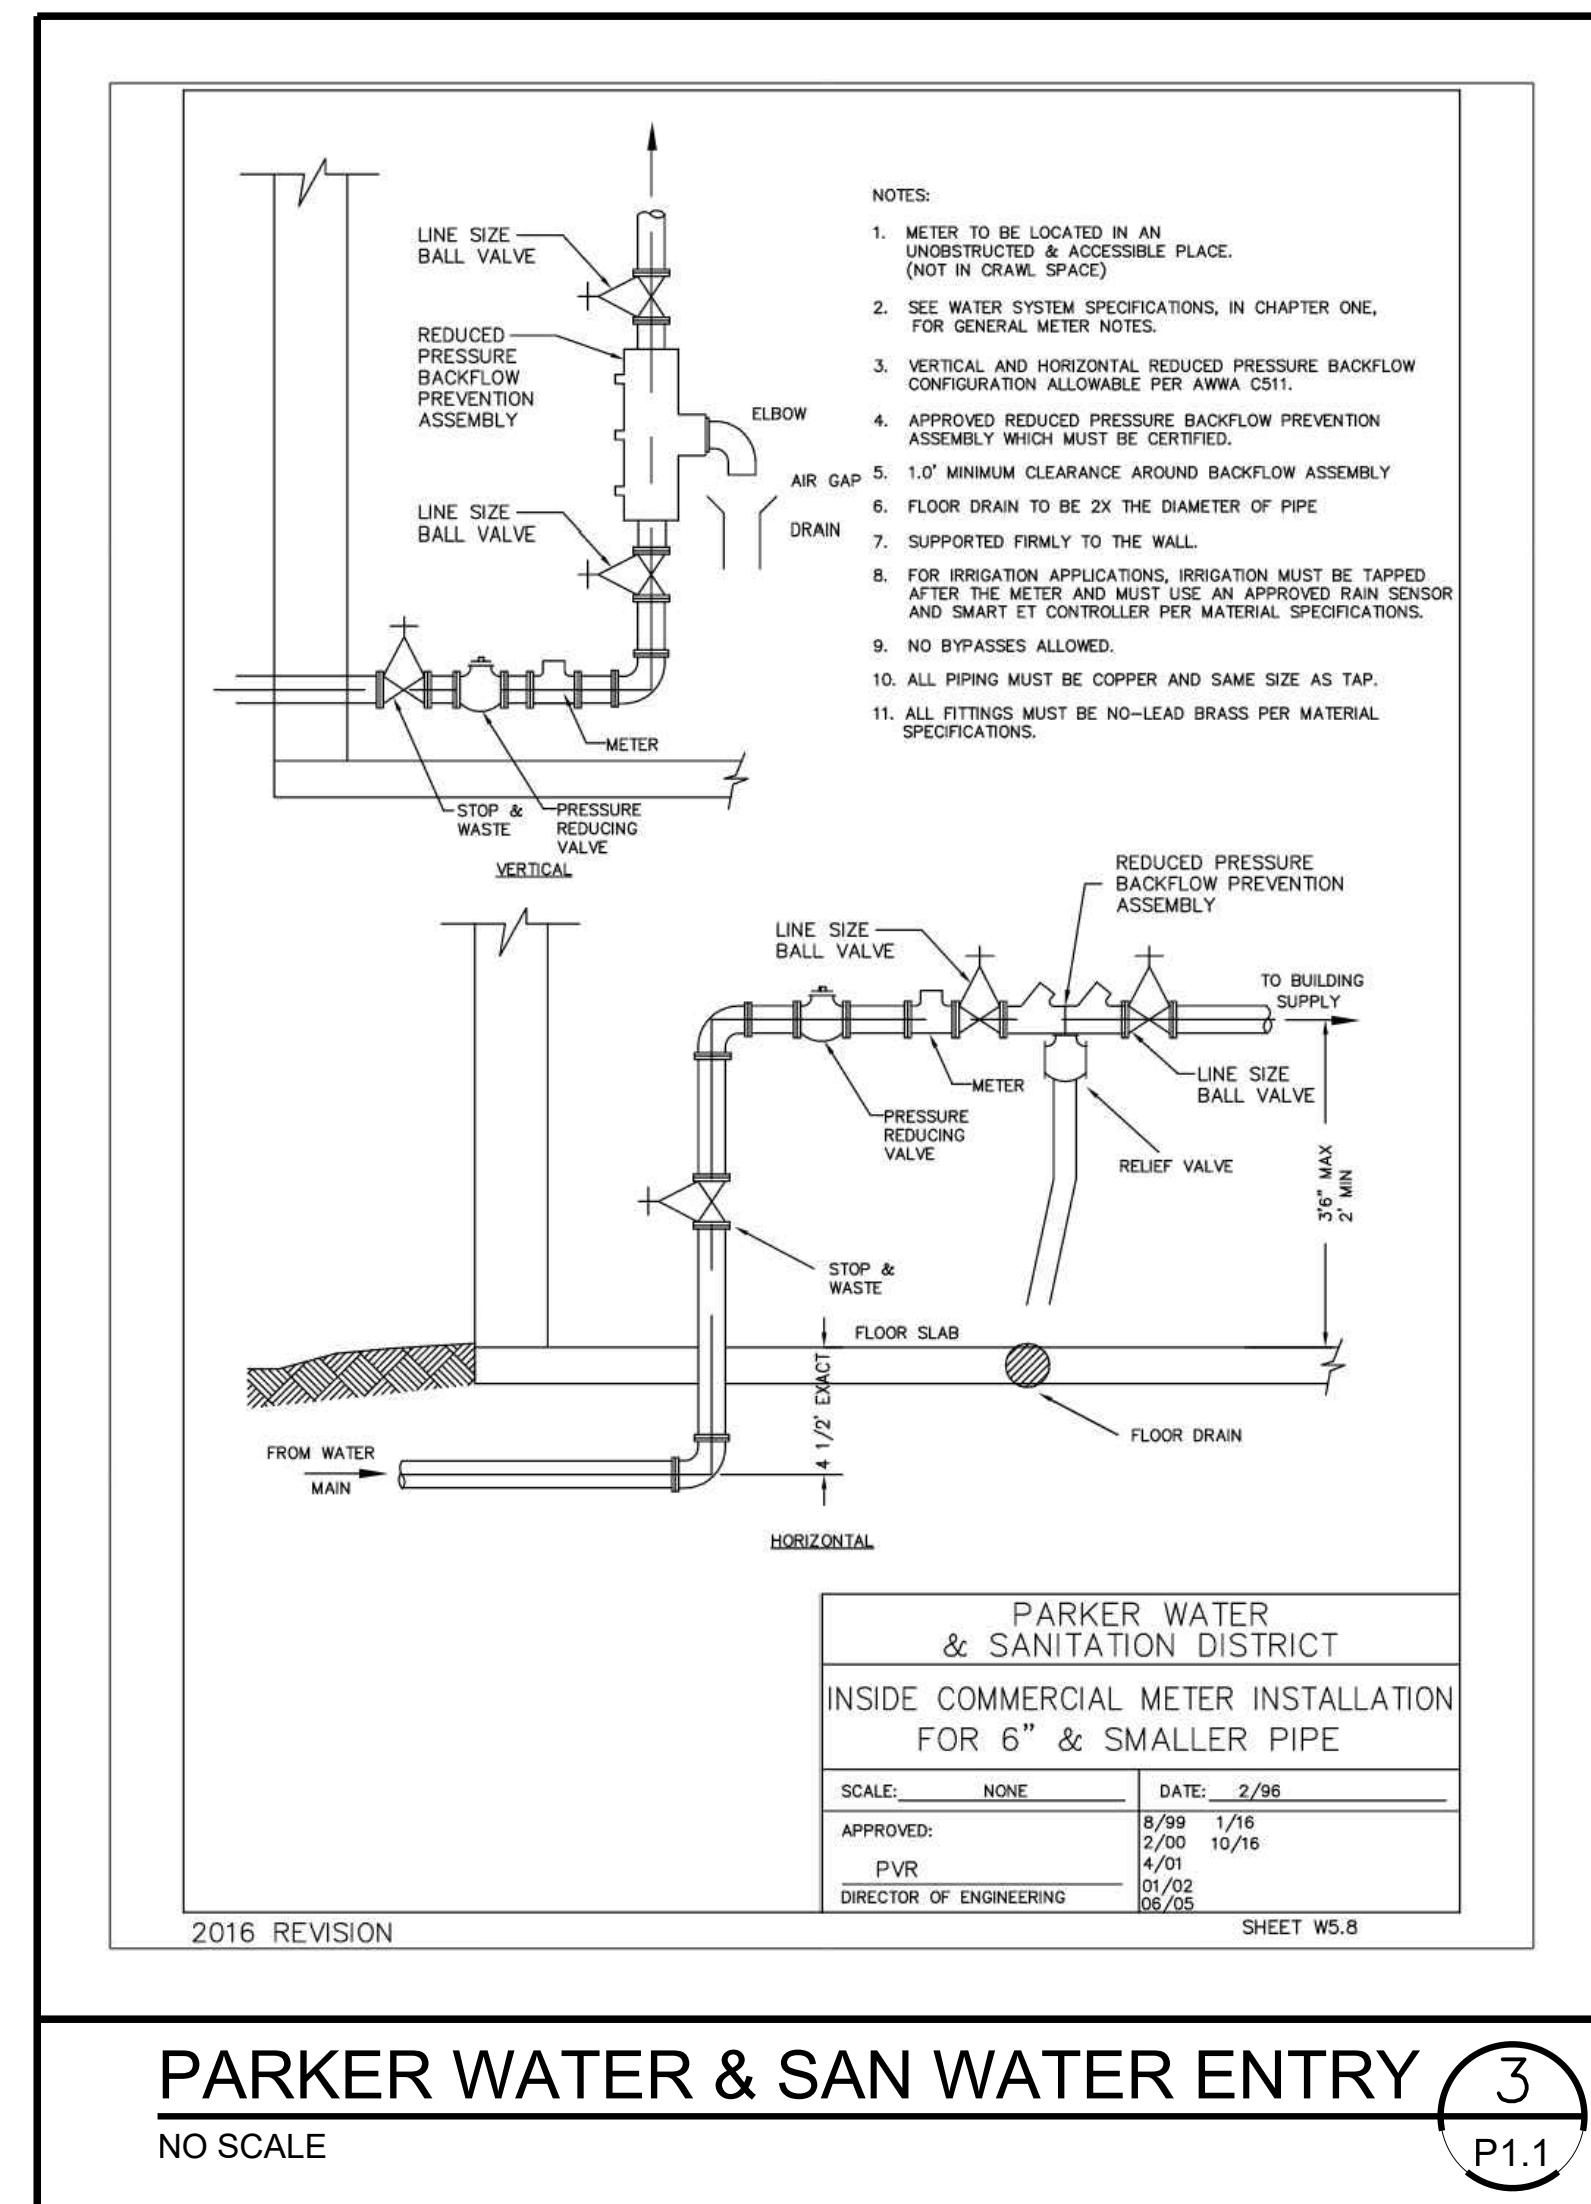 LINE SIZE
BALL VALVE
REDUCED
PRESSURE
BACKFLOW
PREVENTION
ASSEMBLY
ELBOW
AIR GAP
DRAIN
LINE SIZE
BALL VALVE
METER
STOP &
WASTE
PRESSURE
REDUCING
VALVE
VERTICAL
NOTES:
1. METER TO BE LOCATED IN AN
UNOBSTRUCTED & ACCESSIBLE PLACE.
(NOT IN CRAWL SPACE)
2. SEE WATER SYSTEM SPECIFICATIONS, IN CHAPTER ONE,
FOR GENERAL METER NOTES.
3. VERTICAL AND HORIZONTAL REDUCED PRESSURE BACKFLOW
CONFIGURATION ALLOWABLE PER AWWA C511.
4. APPROVED REDUCED PRESSURE BACKFLOW PREVENTION
ASSEMBLY WHICH MUST BE CERTIFIED.
5. 1.0' MINIMUM CLEARANCE AROUND BACKFLOW ASSEMBLY
6. FLOOR DRAIN TO BE 2X THE DIAMETER OF PIPE
7. SUPPORTED FIRMLY TO THE WALL.
8. FOR IRRIGATION APPLICATIONS, IRRIGATION MUST BE TAPPED
AFTER THE METER AND MUST USE AN APPROVED RAIN SENSOR
AND SMART ET CONTROLLER PER MATERIAL SPECIFICATIONS.
9. NO BYPASSES ALLOWED.
10. ALL PIPING MUST BE COPPER AND SAME SIZE AS TAP.
11. ALL FITTINGS MUST BE NO-LEAD BRASS PER MATERIAL
SPECIFICATIONS.
REDUCED PRESSURE
BACKFLOW PREVENTION
ASSEMBLY
LINE SIZE
BALL VALVE
TO BUILDING
SUPPLY
METER
LINE SIZE
BALL VALVE
PRESSURE
REDUCING
VALVE
RELIEF VALVE
3'6" MAX
2' MIN
STOP &
WASTE
FLOOR SLAB
4 1/2' EXACT
FLOOR DRAIN
FROM WATER
MAIN
HORIZONTAL
PARKER WATER
& SANITATION DISTRICT
INSIDE COMMERCIAL METER INSTALLATION
FOR 6" & SMALLER PIPE
SCALE: NONE
DATE: 2/96
APPROVED:
PVR
DIRECTOR OF ENGINEERING
8/99 1/16
2/00 10/16
4/01
01/02
06/05
2016 REVISION
SHEET W5.8
PARKER WATER & SAN WATER ENTRY
NO SCALE
3
P1.1